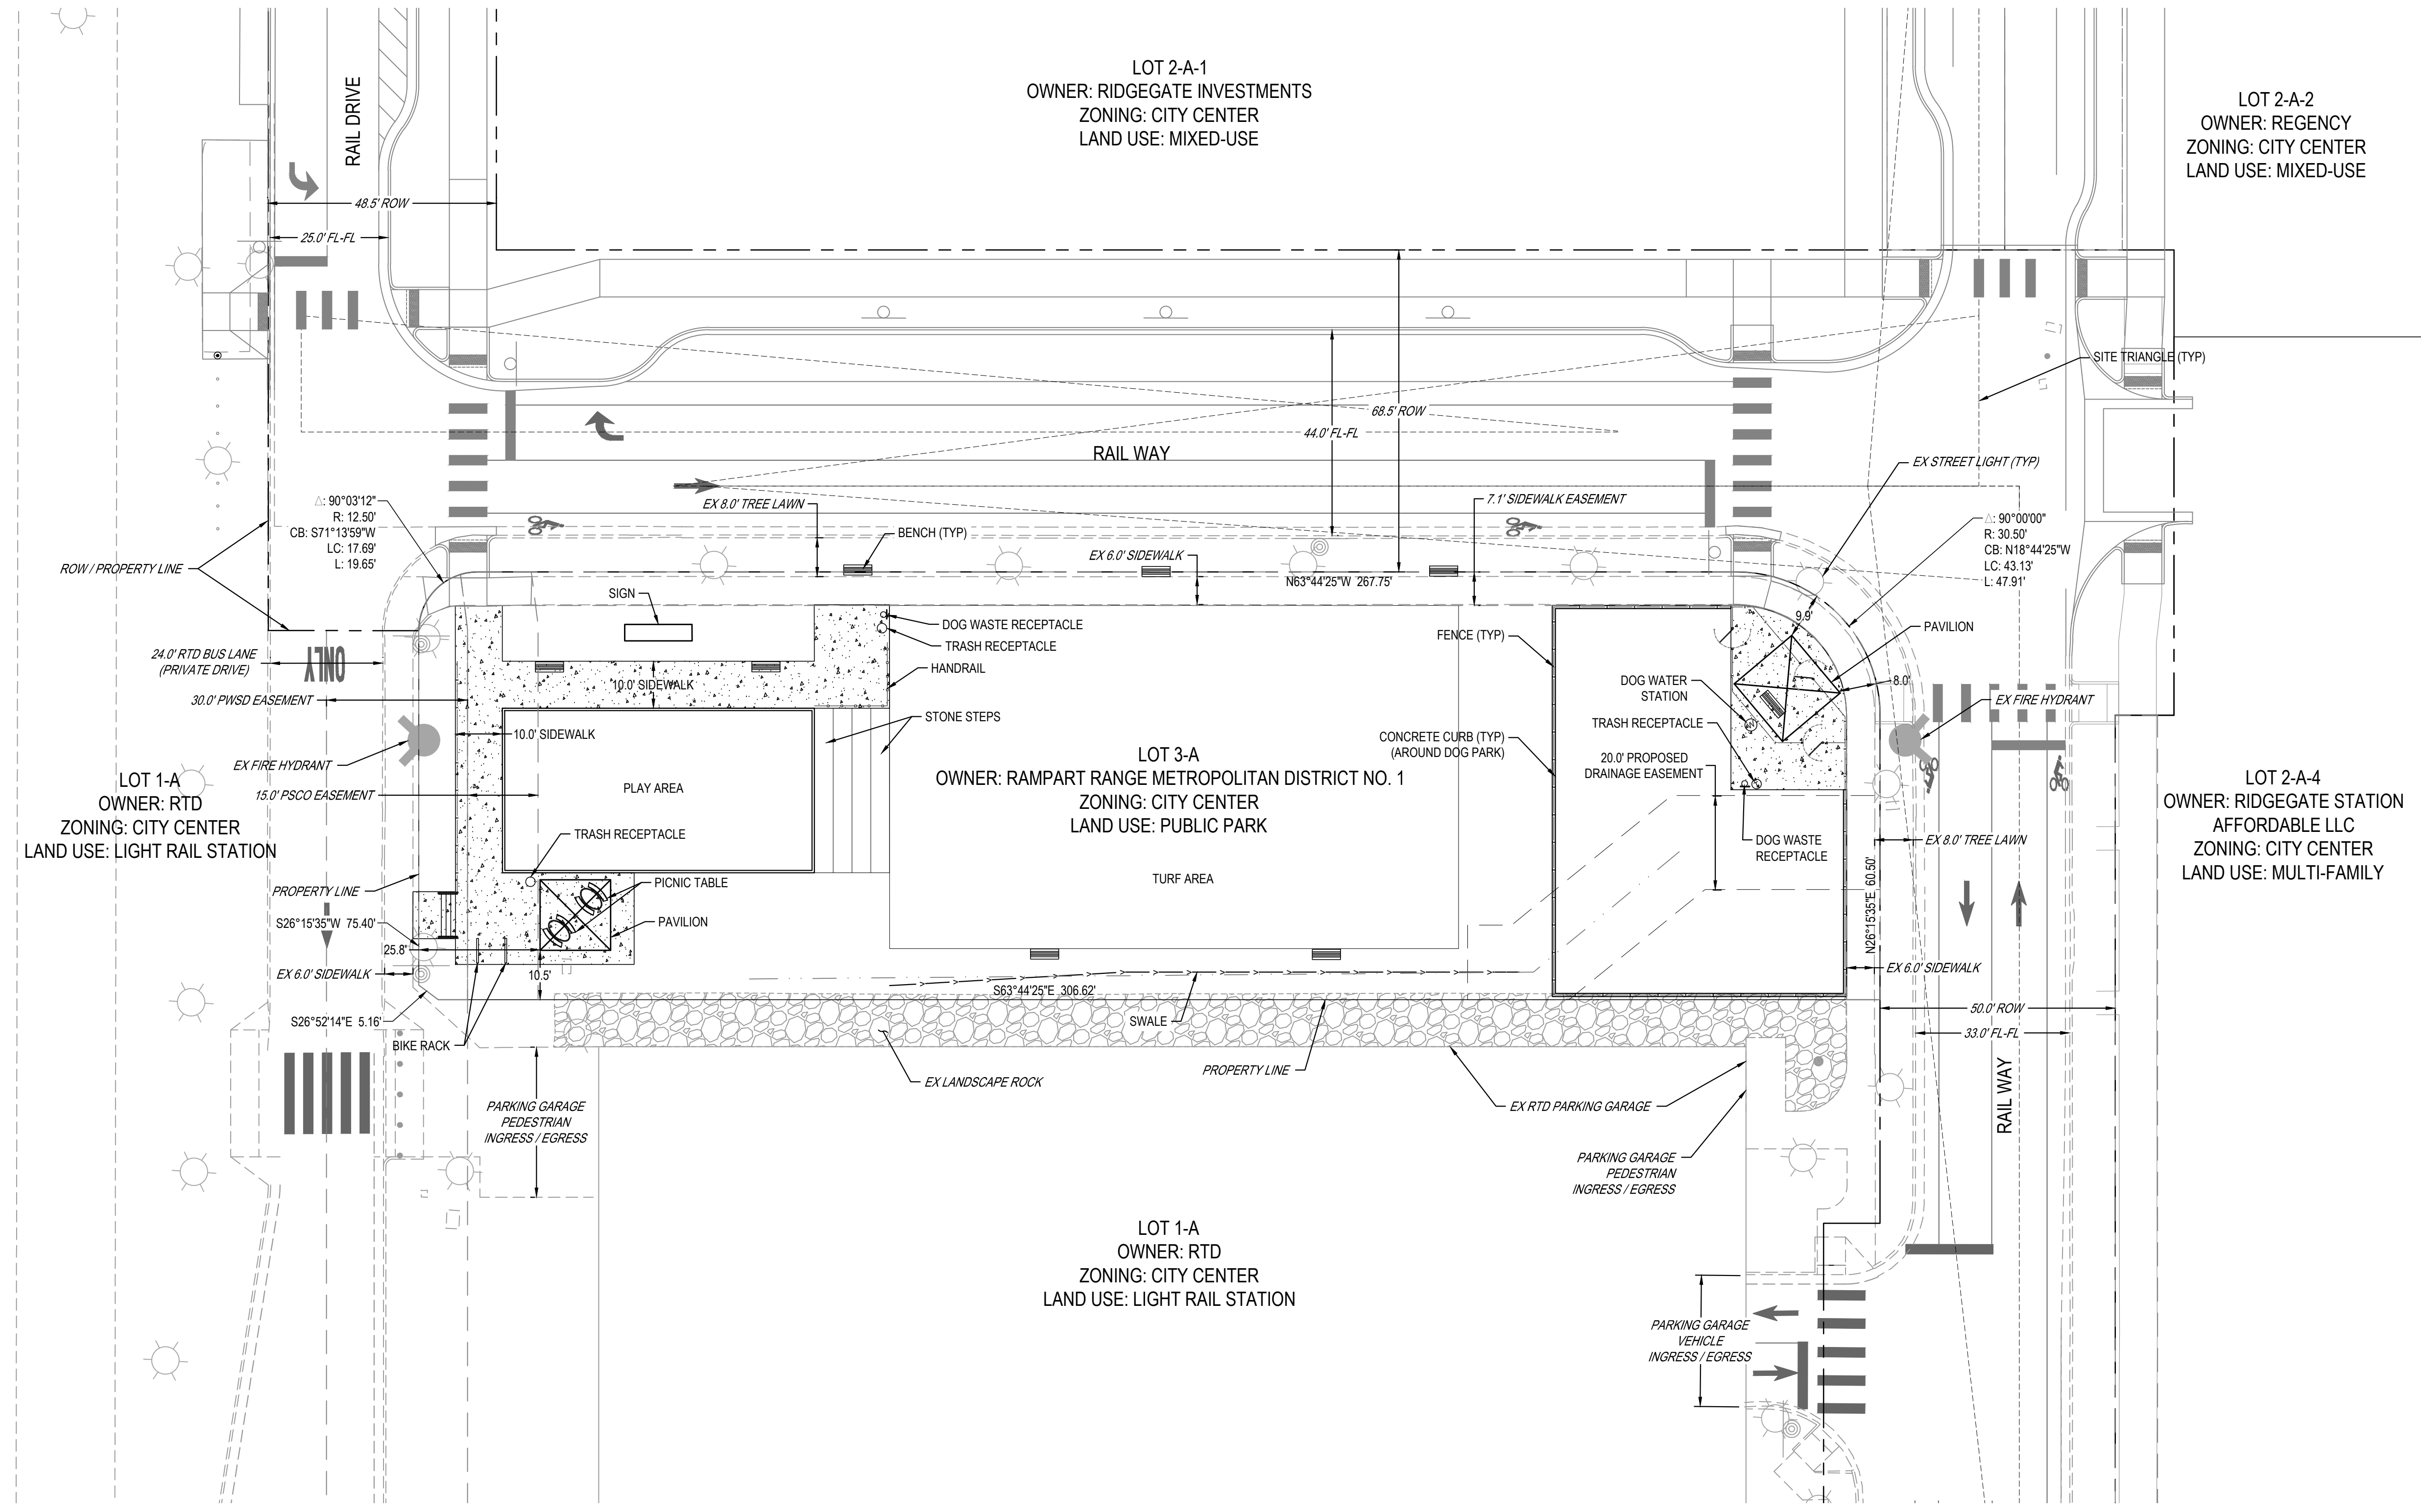 LOT 2-A-1
OWNER: RIDGEGATE INVESTMENTS
ZONING: CITY CENTER
LAND USE: MIXED-USE
LOT 2-A-2
OWNER: REGENCY
ZONING: CITY CENTER
LAND USE: MIXED-USE
RAIL DRIVE
48.5' ROW
25.0' FL-FL
SITE TRIANGLE (TYP)
68.5' ROW
44.0' FL-FL
RAIL WAY
EX STREET LIGHT (TYP)
△: 90°03'12"
R: 12.50'
CB: S71°13'59"W
LC: 17.69'
L: 19.65'
EX 8.0' TREE LAWN
7.1' SIDEWALK EASEMENT
△: 90°00'00"
R: 30.50'
CB: N18°44'25"W
LC: 43.13'
L: 47.91'
BENCH (TYP)
EX 6.0' SIDEWALK
ROW / PROPERTY LINE
N63°44'25"W 267.75'
SIGN
9.9'
DOG WASTE RECEPTACLE
TRASH RECEPTACLE
FENCE (TYP)
PAVILION
24.0' RTD BUS LANE
(PRIVATE DRIVE)
ONLY
HANDRAIL
10.0' SIDEWALK
DOG WATER
STATION
8.0'
30.0' PWSD EASEMENT
EX FIRE HYDRANT
STONE STEPS
TRASH RECEPTACLE
10.0' SIDEWALK
CONCRETE CURB (TYP)
(AROUND DOG PARK)
LOT 3-A
OWNER: RAMPART RANGE METROPOLITAN DISTRICT NO. 1
ZONING: CITY CENTER
LAND USE: PUBLIC PARK
20.0' PROPOSED
DRAINAGE EASEMENT
EX FIRE HYDRANT
LOT 1-A
OWNER: RTD
ZONING: CITY CENTER
LAND USE: LIGHT RAIL STATION
PLAY AREA
15.0' PSCO EASEMENT
LOT 2-A-4
OWNER: RIDGEGATE STATION
AFFORDABLE LLC
ZONING: CITY CENTER
LAND USE: MULTI-FAMILY
TRASH RECEPTACLE
DOG WASTE
RECEPTACLE
EX 8.0' TREE LAWN
PICNIC TABLE
TURF AREA
PROPERTY LINE
N26°15'35"E 60.50'
S26°15'35"W 75.40'
PAVILION
25.8'
EX 6.0' SIDEWALK
10.5'
EX 6.0' SIDEWALK
S63°44'25"E 306.62'
50.0' ROW
S26°52'14"E 5.16'
SWALE
33.0' FL-FL
BIKE RACK
PROPERTY LINE
EX LANDSCAPE ROCK
RAIL WAY
PARKING GARAGE
PEDESTRIAN
INGRESS / EGRESS
EX RTD PARKING GARAGE
PARKING GARAGE
PEDESTRIAN
INGRESS / EGRESS
LOT 1-A
OWNER: RTD
ZONING: CITY CENTER
LAND USE: LIGHT RAIL STATION
PARKING GARAGE
VEHICLE
INGRESS / EGRESS